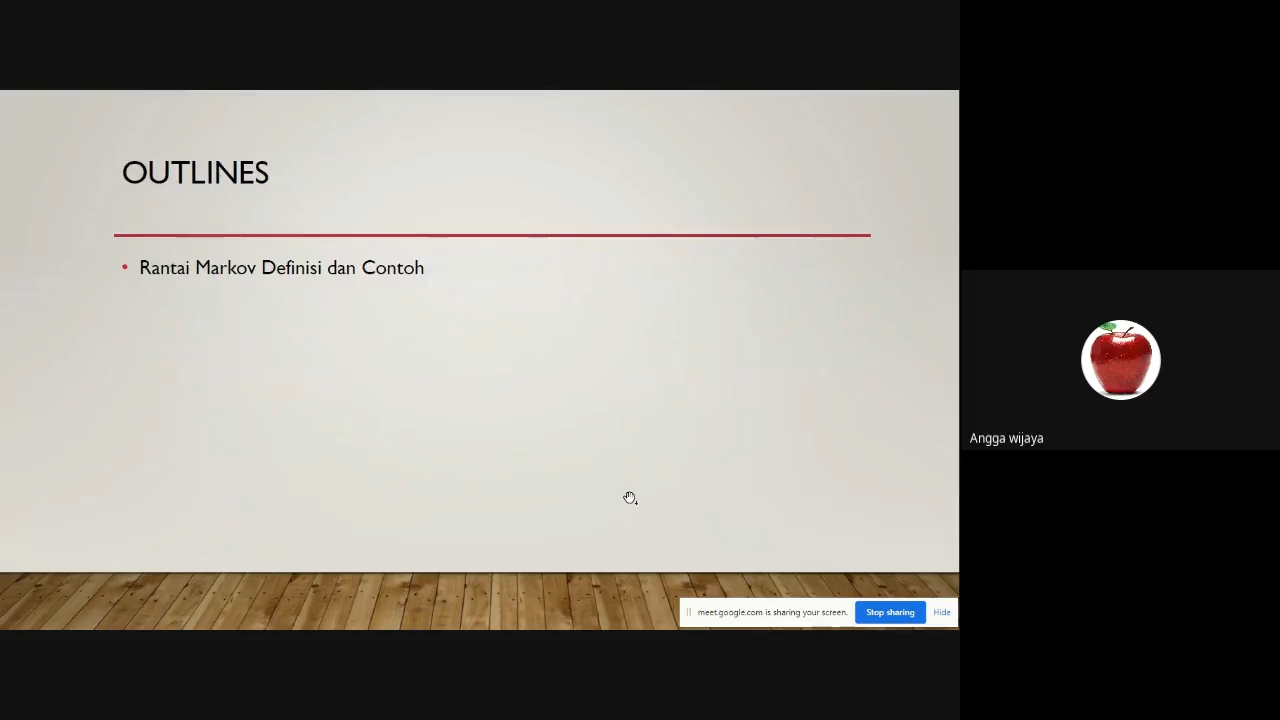 OUTLINES
• Rantai Markov Definisi dan Contoh
Angga wijaya
meet.google.com is sharing your screen. Stop sharing Hide